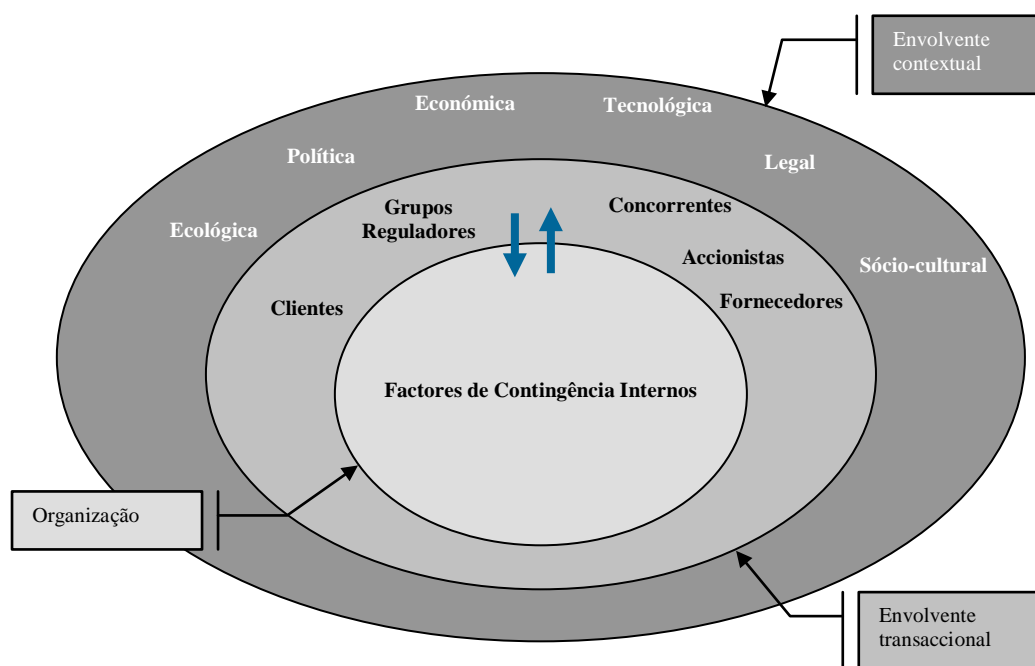 Envolvente
contextual
Económica
Tecnológica
Política
Legal
Ecológica
Grupos
Reguladores
Concorrentes
Accionistas
Sócio-cultural
Clientes
Fornecedores
Factores de Contingência Internos
Organização
Envolvente
transaccional